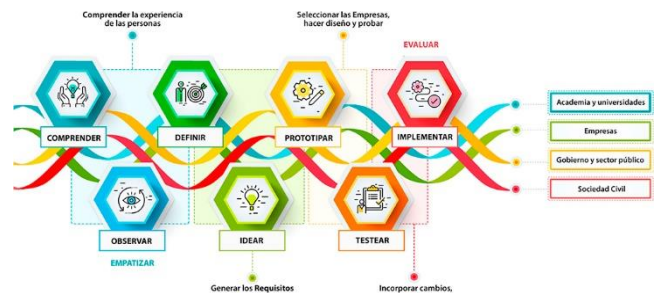 Comprender la experiencia
de las personas
Seleccionar las Empresas,
hacer diseño y probar
EVALUAR
COMPRENDER
DEFINIR
PROTOTIPAR
IMPLEMENTAR
Academia y universidades
Empresas
Gobierno y sector público
Sociedad Civil
OBSERVAR
IDEAR
TESTEAR
EMPATIZAR
Generar los Requisitos
Incorporar cambios,